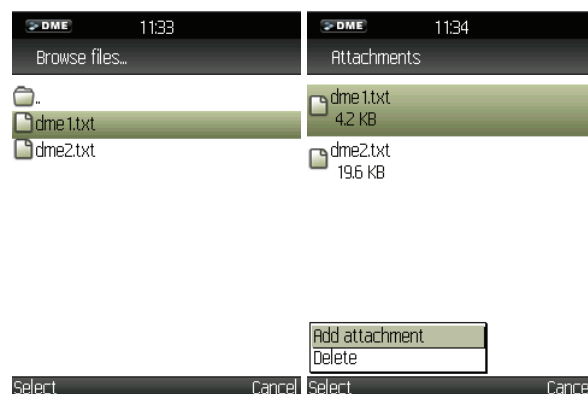 DME 11:33
Browse files...
..
dme1.txt
dme2.txt
Select Cancel
DME 11:34
Attachments
dme1.txt
4.2 KB
dme2.txt
19.6 KB
Add attachment
Delete
Select Cance